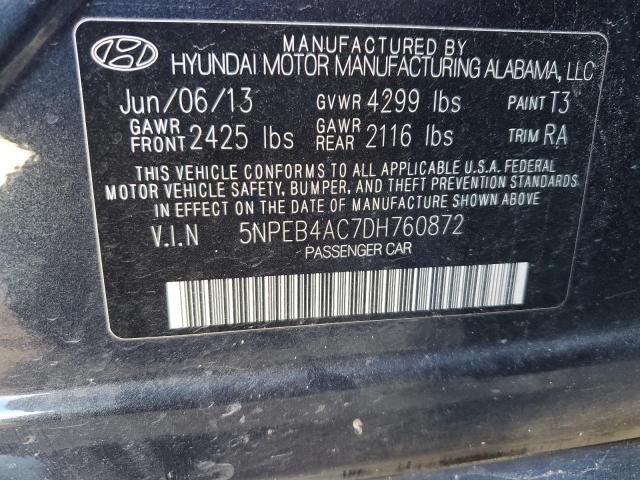 MANUFACTURED BY
HYUNDAI MOTOR MANUFACTURING ALABAMA, LLC
Jun/06/13 GVWR 4299 lbs PAINT T3
GAWR FRONT 2425 lbs GAWR REAR 2116 lbs TRIM RA
THIS VEHICLE CONFORMS TO ALL APPLICABLE U.S.A. FEDERAL
MOTOR VEHICLE SAFETY, BUMPER, AND THEFT PREVENTION STANDARDS
IN EFFECT ON THE DATE OF MANUFACTURE SHOWN ABOVE.
V.I.N 5NPEB4AC7DH760872
PASSENGER CAR